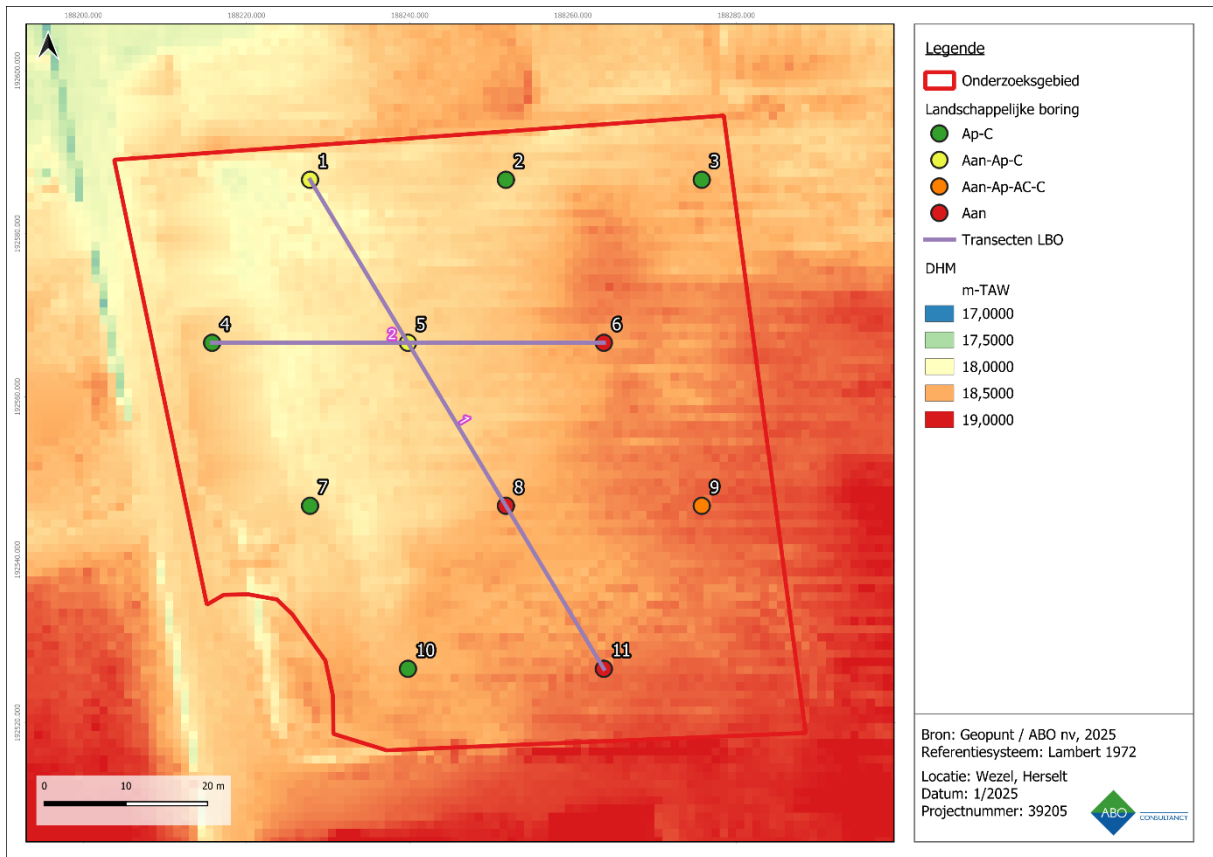 188200.000
188220.000
188240.000
188260.000
188280.000
192600.000
192580.000
192560.000
192540.000
192520.000
1
2
3
4
2
5
6
1
7
8
9
10
11
0
10
20 m
Legende
Onderzoeksgebied
Landschappelijke boring
Ap-C
Aan-Ap-C
Aan-Ap-AC-C
Aan
Transecten LBO
DHM
m-TAW
17,0000
17,5000
18,0000
18,5000
19,0000
Bron: Geopunt / ABO nv, 2025
Referentiesysteem: Lambert 1972
Locatie: Wezel, Herselt
Datum: 1/2025
Projectnummer: 39205
ABO
CONSULTANCY